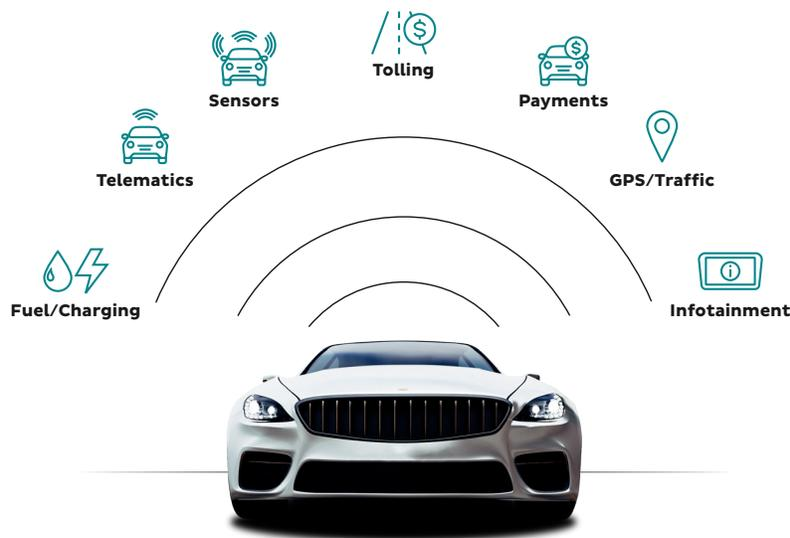 Tolling
Sensors
Payments
Telematics
GPS/Traffic
Fuel/Charging
Infotainment